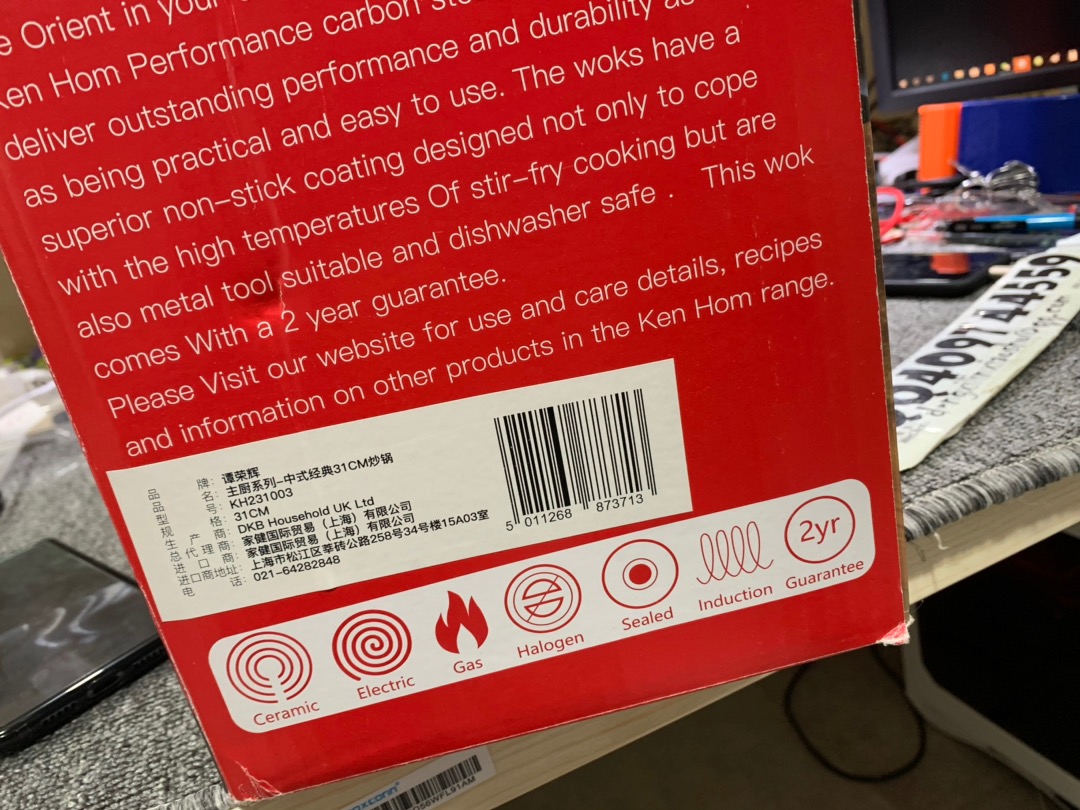 e Orient in your
Ken Hom Performance carbon
deliver outstanding performance and durability as
as being practical and easy to use. The woks have a
superior non-stick coating designed not only to cope
with the high temperatures Of stir-fry cooking but are
also metal tool suitable and dishwasher safe . This wok
comes With a 2 year guarantee.
Please Visit our website for use and care details, recipes
and information on other products in the Ken Hom range.
品 牌: 谭荣辉
品 名: 主厨系列-中式经典31CM炒锅
型 号: KH231003
规 格: 31CM
生 产 商: DKB Household UK Ltd
总 代 理 商: 家健国际贸易(上海)有限公司
进 口 商: 家健国际贸易(上海)有限公司
进口商地址: 上海市松江区莘砖公路258号34号楼15A03室
电 话: 021-64282848
5 011268 873713
Ceramic
Electric
Gas
Halogen
Sealed
Induction
2yr
Guarantee